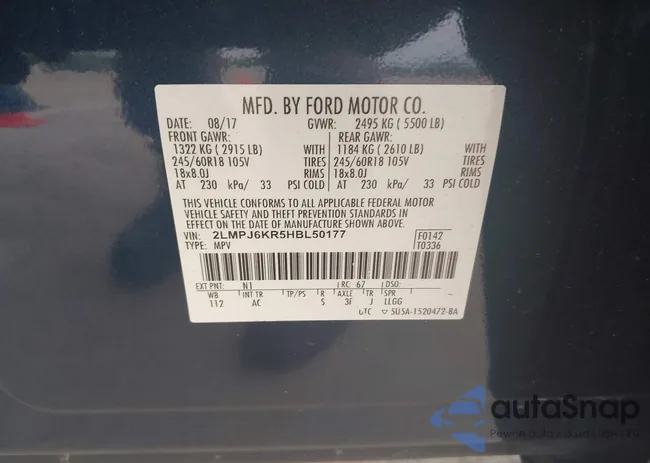 MFD. BY FORD MOTOR CO.
DATE: 08/17 GVWR: 2495 KG ( 5500 LB)
FRONT GAWR: REAR GAWR:
1322 KG ( 2915 LB) WITH 1184 KG ( 2610 LB) WITH
245/60R18 105V TIRES 245/60R18 105V TIRES
18x8.0J RIMS 18x8.0J RIMS
AT 230 kPa/ 33 PSI COLD AT 230 kPa/ 33 PSI COLD
THIS VEHICLE CONFORMS TO ALL APPLICABLE FEDERAL MOTOR
VEHICLE SAFETY AND THEFT PREVENTION STANDARDS IN
EFFECT ON THE DATE OF MANUFACTURE SHOWN ABOVE.
VIN: 2LMPJ6KR5HBL50177 F0142
TYPE: MPV T0336
EXT PNT: N1 RC: 67 DSO:
WB INT TR TP/PS R AXLE TR SPR
112 AC S 3F J LLGG
UTC 5U5A-1520472-BA
autoSnap